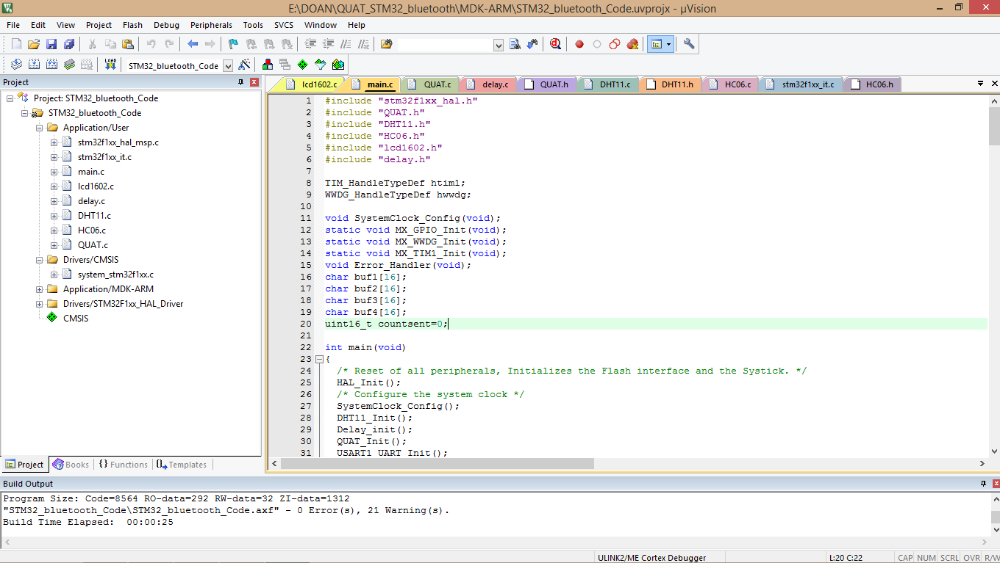 E:\DOAN\QUAT_STM32_bluetooth\MDK-ARM\STM32_bluetooth_Code.uvprojx - µVision
File Edit View Project Flash Debug Peripherals Tools SVCS Window Help
LOAD
STM32_bluetooth_Code
Project
lcd1602.c main.c QUAT.c delay.c QUAT.h DHT11.c DHT11.h HC06.c stm32f1xx_it.c HC06.h
Project: STM32_bluetooth_Code
STM32_bluetooth_Code
Application/User
stm32f1xx_hal_msp.c
stm32f1xx_it.c
main.c
lcd1602.c
delay.c
DHT11.c
HC06.c
QUAT.c
Drivers/CMSIS
system_stm32f1xx.c
Application/MDK-ARM
Drivers/STM32F1xx_HAL_Driver
CMSIS
1 #include "stm32f1xx_hal.h"
2 #include "QUAT.h"
3 #include "DHT11.h"
4 #include "HC06.h"
5 #include "lcd1602.h"
6 #include "delay.h"
7
8 TIM_HandleTypeDef htim1;
9 WWDG_HandleTypeDef hwwdg;
10
11 void SystemClock_Config(void);
12 static void MX_GPIO_Init(void);
13 static void MX_WWDG_Init(void);
14 static void MX_TIM1_Init(void);
15 void Error_Handler(void);
16 char buf1[16];
17 char buf2[16];
18 char buf3[16];
19 char buf4[16];
20 uint16_t countsent=0;
21
22 int main(void)
23 {
24 /* Reset of all peripherals, Initializes the Flash interface and the Systick. */
25 HAL_Init();
26 /* Configure the system clock */
27 SystemClock_Config();
28 DHT11_Init();
29 Delay_init();
30 QUAT_Init();
31 USART1_UART_Init();
Project Books {} Functions Templates
Build Output
Program Size: Code=8564 RO-data=292 RW-data=32 ZI-data=1312
"STM32_bluetooth_Code\STM32_bluetooth_Code.axf" - 0 Error(s), 21 Warning(s).
Build Time Elapsed: 00:00:25
ULINK2/ME Cortex Debugger L:20 C:22 CAP NUM SCRL OVR R/W